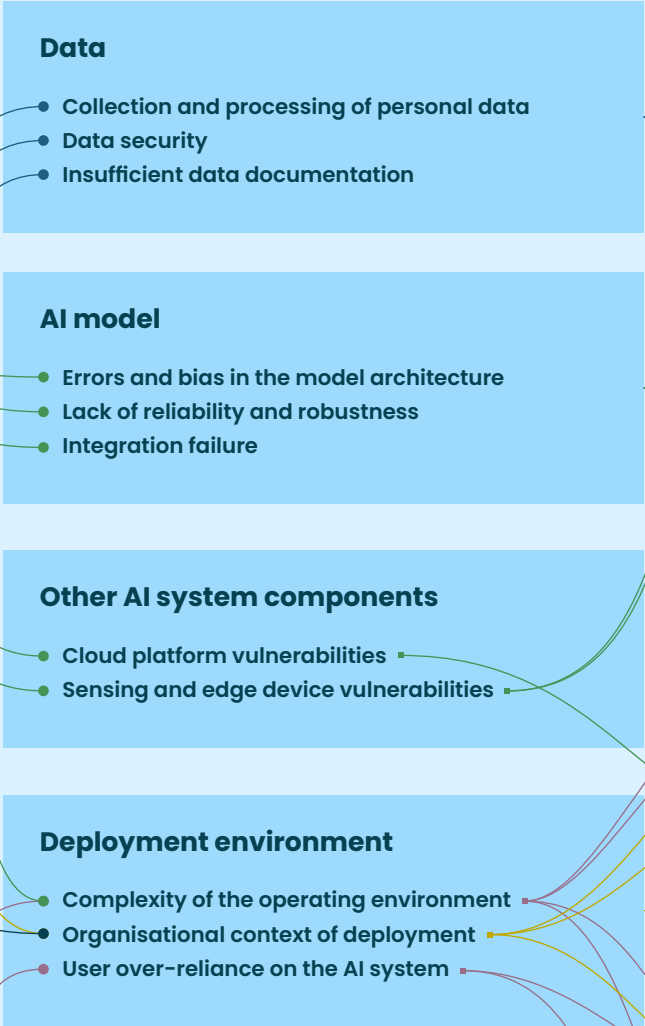 Data
Collection and processing of personal data
Data security
Insufficient data documentation
AI model
Errors and bias in the model architecture
Lack of reliability and robustness
Integration failure
Other AI system components
Cloud platform vulnerabilities
Sensing and edge device vulnerabilities
Deployment environment
Complexity of the operating environment
Organisational context of deployment
User over-reliance on the AI system